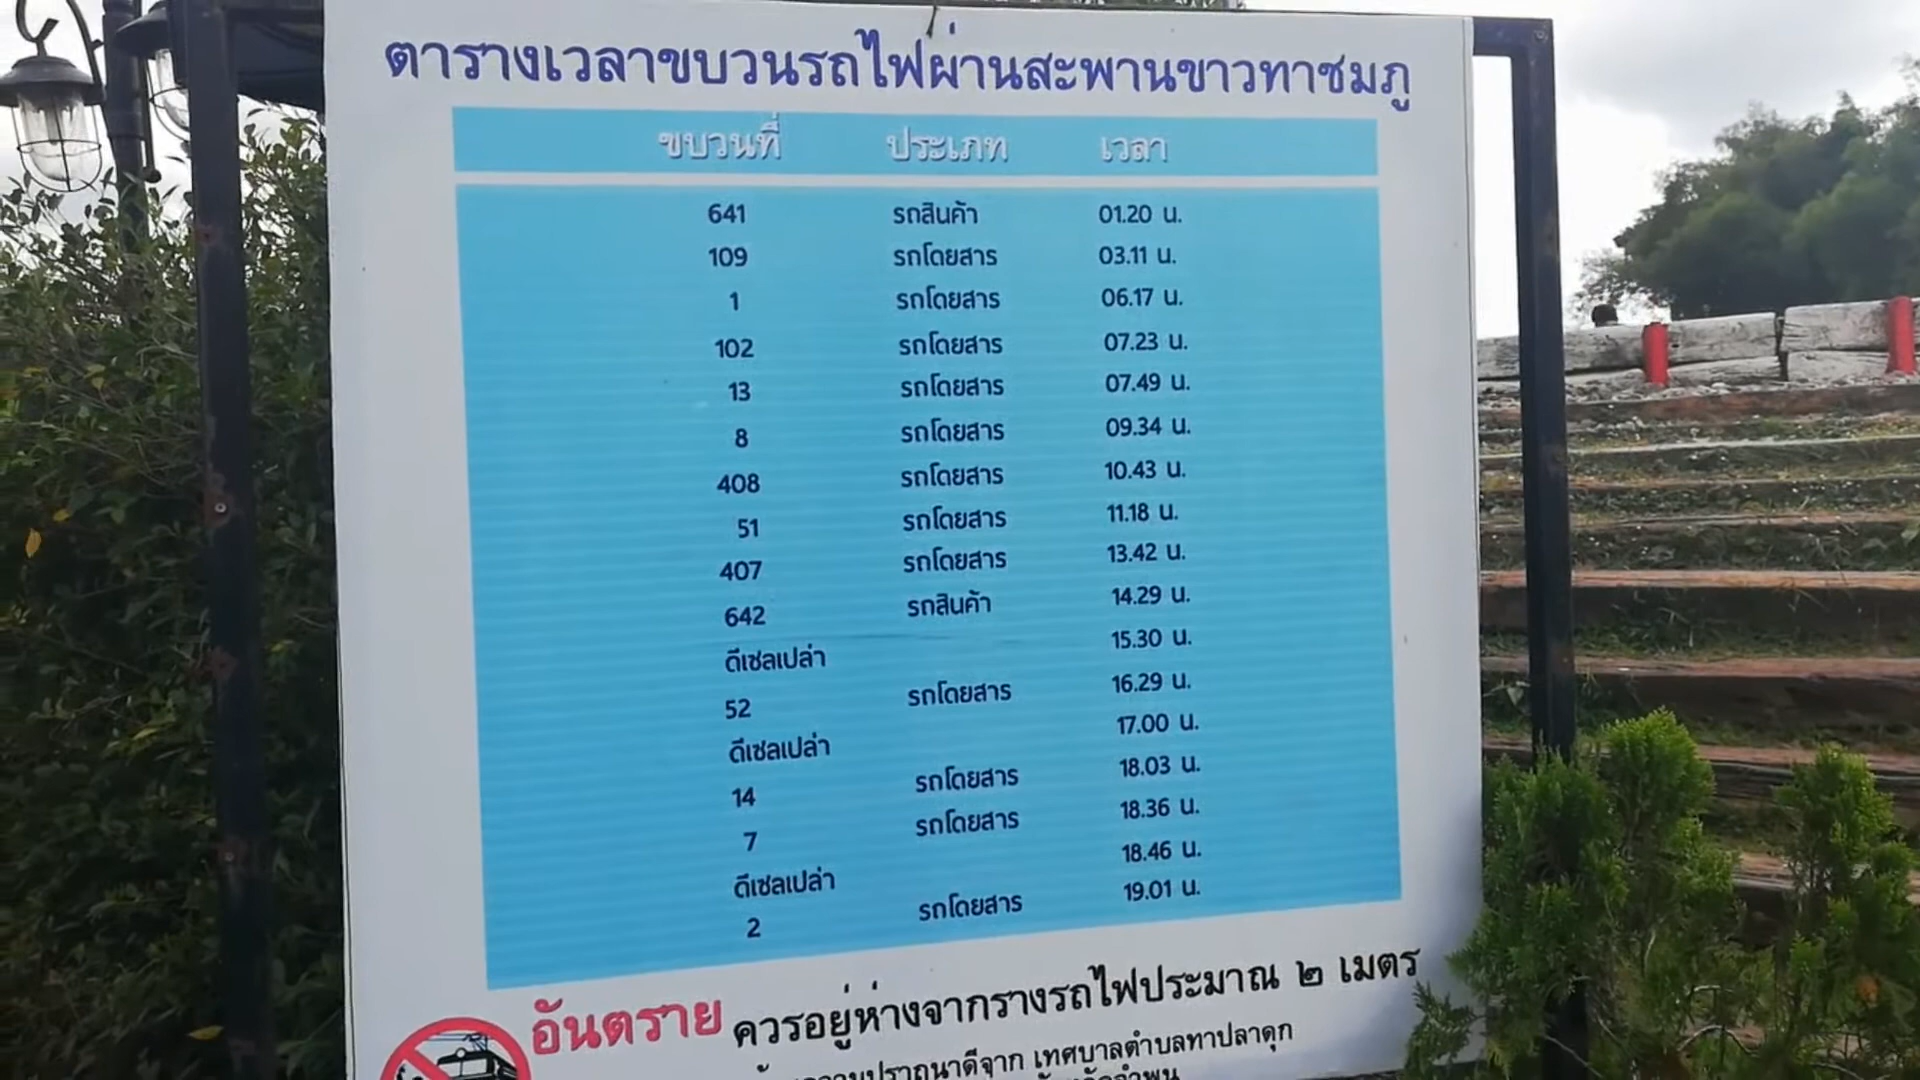 ตารางเวลาขบวนรถไฟผ่านสะพานขาวทาชมภู
ขบวนที่ ประเภท เวลา
641 รถสินค้า 01.20 น.
109 รถโดยสาร 03.11 น.
1 รถโดยสาร 06.17 น.
102 รถโดยสาร 07.23 น.
13 รถโดยสาร 07.49 น.
8 รถโดยสาร 09.34 น.
408 รถโดยสาร 10.43 น.
51 รถโดยสาร 11.18 น.
407 รถโดยสาร 13.42 น.
642 รถสินค้า 14.29 น.
ดีเซลเปล่า 15.30 น.
52 รถโดยสาร 16.29 น.
ดีเซลเปล่า 17.00 น.
14 รถโดยสาร 18.03 น.
7 รถโดยสาร 18.36 น.
ดีเซลเปล่า 18.46 น.
2 รถโดยสาร 19.01 น.
อันตราย ควรอยู่ห่างจากรางรถไฟประมาณ ๒ เมตร
ปรารถนาดีจาก เทศบาลตำบลทาปลาดุก